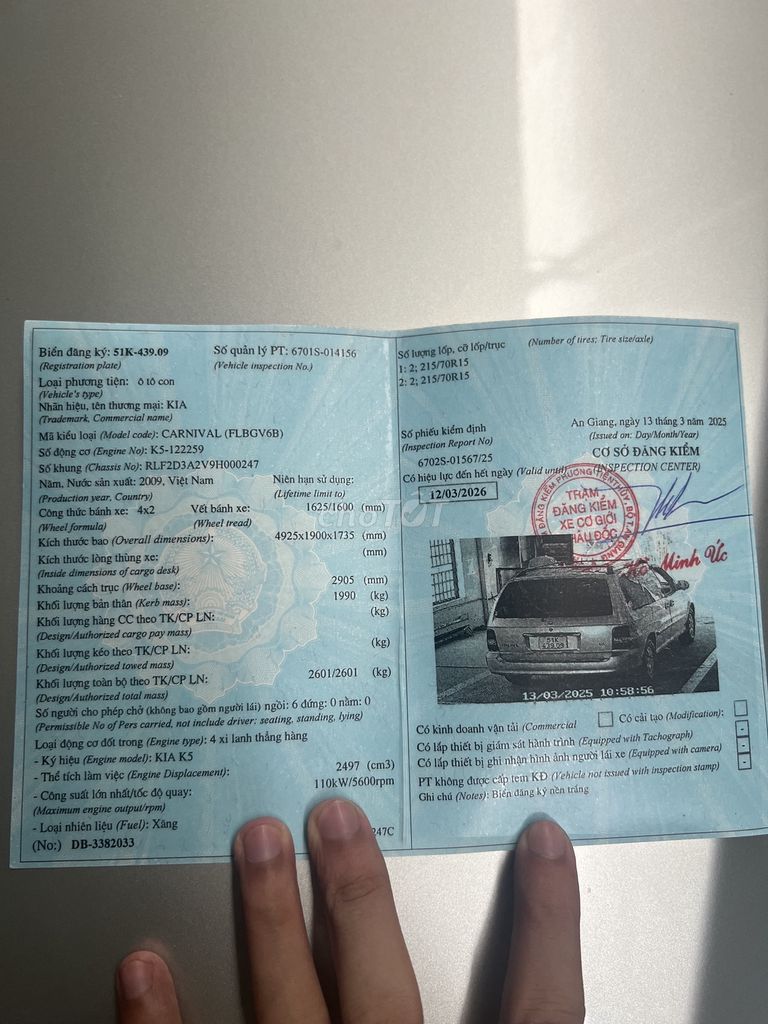 Biển đăng ký: 51K-439.09
Số quản lý PT: 6701S-014156
(Registration plate)
(Vehicle inspection No.)
Loại phương tiện: ô tô con
(Vehicle's type)
Nhãn hiệu, tên thương mại: KIA
(Trademark, Commercial name)
Mã kiểu loại (Model code): CARNIVAL (FLBGV6B)
Số động cơ (Engine No): K5-122259
Số khung (Chassis No): RLF2D3A2V9H000247
Năm, Nước sản xuất: 2009, Việt Nam
Niên hạn sử dụng:
(Production year, Country)
(Lifetime limit to)
Công thức bánh xe: 4x2
Vết bánh xe: 1625/1600 (mm)
(Wheel formula)
(Wheel tread)
Kích thước bao (Overall dimensions): 4925x1900x1735 (mm)
Kích thước lòng thùng xe: (mm)
(Inside dimensions of cargo desk)
Khoảng cách trục (Wheel base): 2905 (mm)
Khối lượng bản thân (Kerb mass): 1990 (kg)
Khối lượng hàng CC theo TK/CP LN: (kg)
(Design/Authorized cargo pay mass)
Khối lượng kéo theo TK/CP LN: (kg)
(Design/Authorized towed mass)
Khối lượng toàn bộ theo TK/CP LN: 2601/2601 (kg)
(Design/Authorized total mass)
Số người cho phép chở (không bao gồm người lái) ngồi: 6 đứng: 0 nằm: 0
(Permissible No of Pers carried, not include driver: seating, standing, lying)
Loại động cơ đốt trong (Engine type): 4 xi lanh thẳng hàng
- Ký hiệu (Engine model): KIA K5
- Thể tích làm việc (Engine Displacement): 2497 (cm3)
- Công suất lớn nhất/tốc độ quay: 110kW/5600rpm
(Maximum engine output/rpm)
- Loại nhiên liệu (Fuel): Xăng
(No:) DB-3382033
247C
Số lượng lốp, cỡ lốp/trục
(Number of tires; Tire size/axle)
1: 2; 215/70R15
2: 2; 215/70R15
Số phiếu kiểm định
(Inspection Report No)
6702S-01567/25
An Giang, ngày 13 tháng 3 năm 2025
(Issued on: Day/Month/Year)
CƠ SỞ ĐĂNG KIỂM
(INSPECTION CENTER)
Có hiệu lực đến hết ngày (Valid until)
12/03/2026
TRẠM
ĐĂNG KIỂM
XE CƠ GIỚI
CHÂU ĐỐC
Minh Ức
choTỐT
51K
439.09
13/03/2025 10:58:56
Có kinh doanh vận tải (Commercial
Có cải tạo (Modification):
Có lắp thiết bị giám sát hành trình (Equipped with Tachograph)
Có lắp thiết bị ghi nhận hình ảnh người lái xe (Equipped with camera)
PT không được cấp tem KĐ (Vehicle not issued with inspection stamp)
Ghi chú (Notes): Biển đăng ký nền trắng